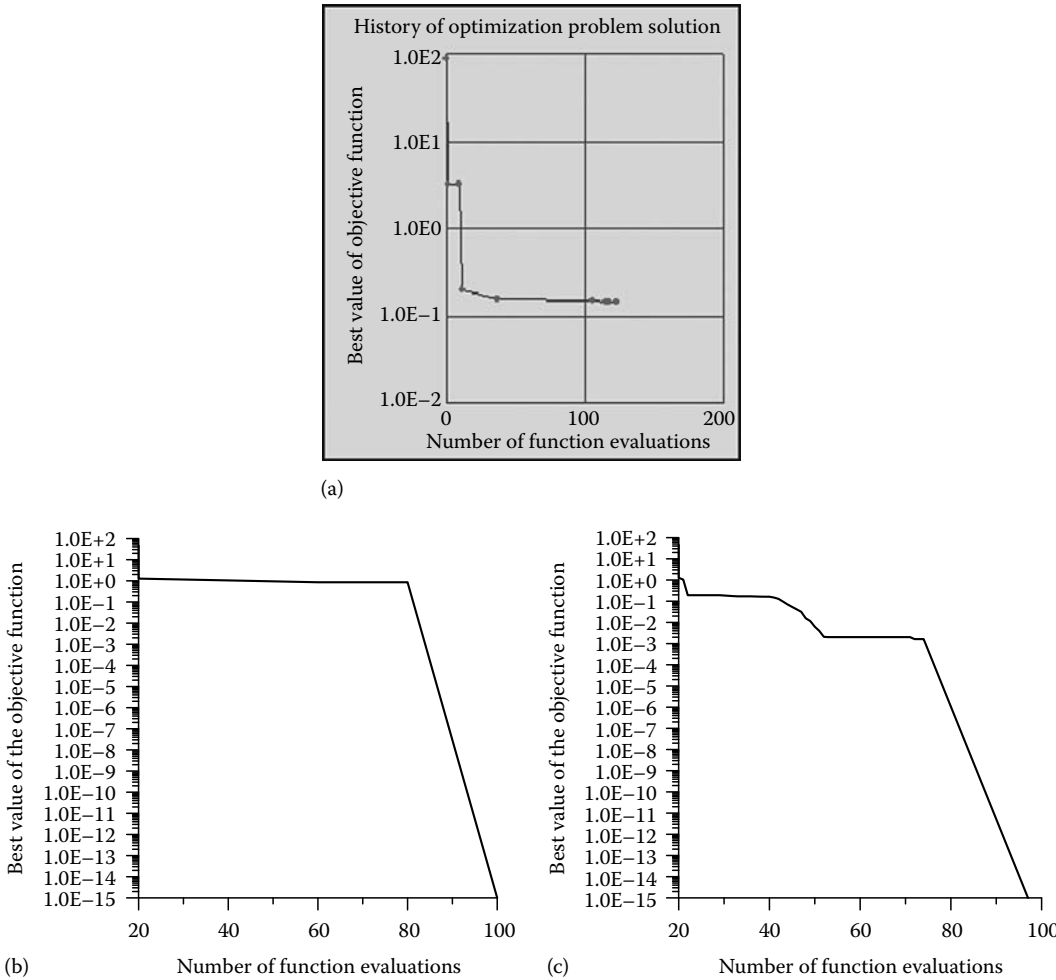 History of optimization problem solution
Best value of objective function
1.0E2
1.0E1
1.0E0
1.0E−1
1.0E−2
0 100 200
Number of function evaluations
(a)
Best value of the objective function
1.0E+2
1.0E+1
1.0E+0
1.0E−1
1.0E−2
1.0E−3
1.0E−4
1.0E−5
1.0E−6
1.0E−7
1.0E−8
1.0E−9
1.0E−10
1.0E−11
1.0E−12
1.0E−13
1.0E−14
1.0E−15
20 40 60 80 100
Number of function evaluations
(b)
Best value of the objective function
1.0E+2
1.0E+1
1.0E+0
1.0E−1
1.0E−2
1.0E−3
1.0E−4
1.0E−5
1.0E−6
1.0E−7
1.0E−8
1.0E−9
1.0E−10
1.0E−11
1.0E−12
1.0E−13
1.0E−14
1.0E−15
20 40 60 80 100
Number of function evaluations
(c)